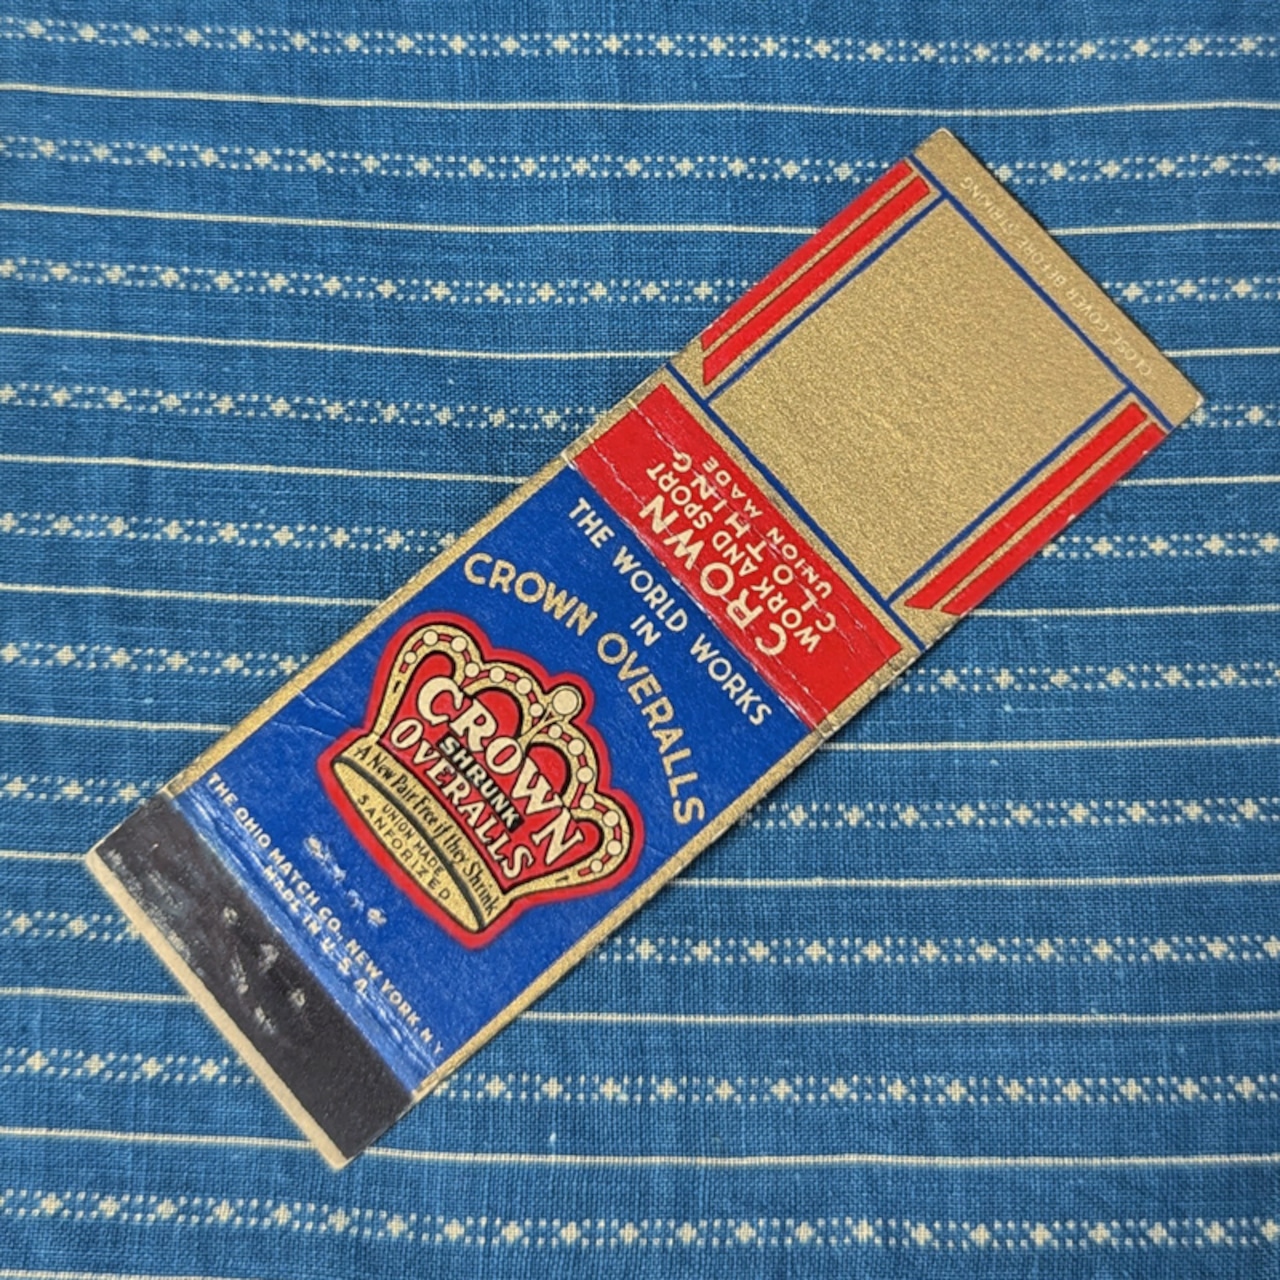 CLOSE COVER BEFORE STRIKING
CROWN
WORK AND SPORT
CLOTHING
UNION MADE
THE WORLD WORKS
IN
CROWN OVERALLS
CROWN
SHRUNK
OVERALLS
A New Pair Free if they Shrink
UNION MADE
SANFORIZED
THE OHIO MATCH CO. NEW YORK, N.Y.
MADE IN U.S.A.